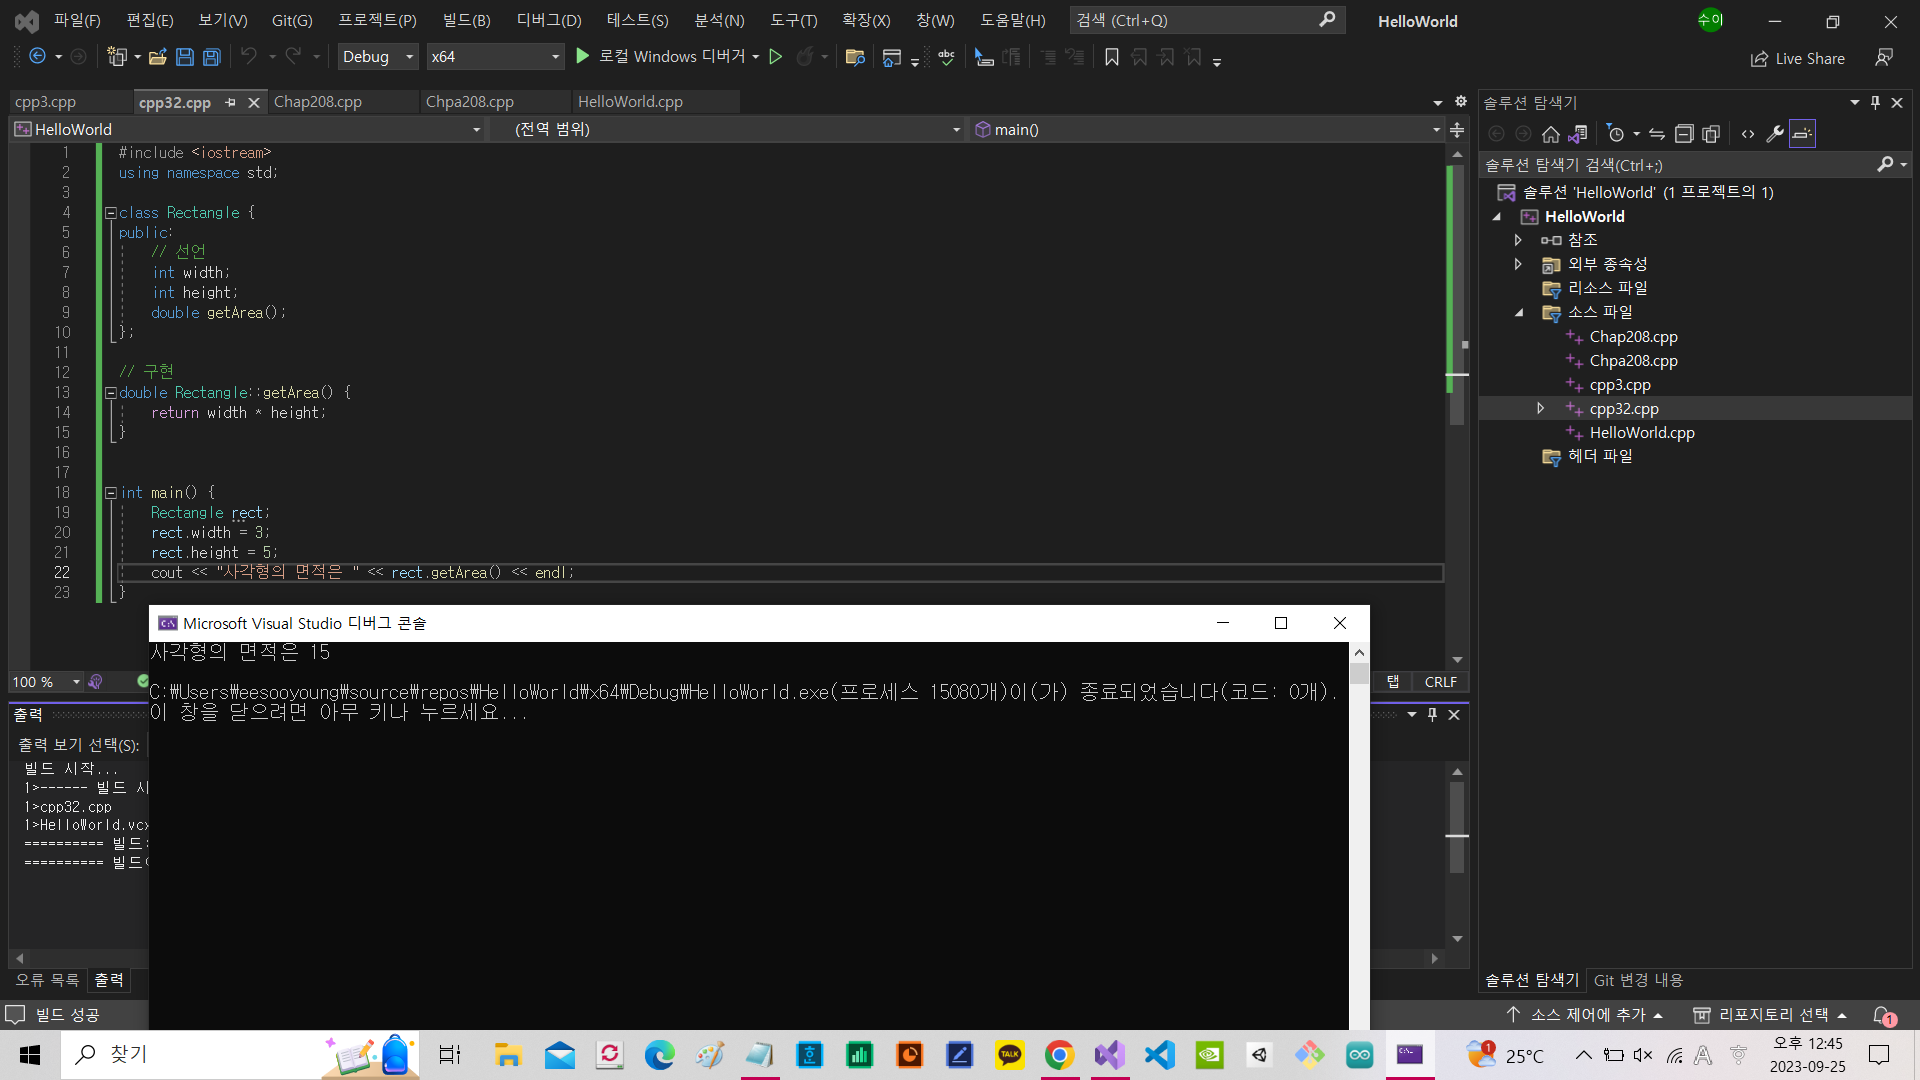 파일(F) 편집(E) 보기(V) Git(G) 프로젝트(P) 빌드(B) 디버그(D) 테스트(S) 분석(N) 도구(T) 확장(X) 창(W) 도움말(H) 검색 (Ctrl+Q) HelloWorld 수이
Debug x64 로컬 Windows 디버거 Live Share
cpp3.cpp cpp32.cpp Chap208.cpp Chpa208.cpp HelloWorld.cpp
HelloWorld (전역 범위) main()
1 #include <iostream>
2 using namespace std;
3
4 class Rectangle {
5 public:
6 // 선언
7 int width;
8 int height;
9 double getArea();
10 };
11
12 // 구현
13 double Rectangle::getArea() {
14 return width * height;
15 }
16
17
18 int main() {
19 Rectangle rect;
20 rect.width = 3;
21 rect.height = 5;
22 cout << "사각형의 면적은 " << rect.getArea() << endl;
23 }
100 % 탭 CRLF
Microsoft Visual Studio 디버그 콘솔
사각형의 면적은 15
C:₩Users₩eesooyoung₩source₩repos₩HelloWorld₩x64₩Debug₩HelloWorld.exe(프로세스 15080개)이(가) 종료되었습니다(코드: 0개).
이 창을 닫으려면 아무 키나 누르세요...
출력
출력 보기 선택(S):
빌드 시작...
1>------ 빌드 시
1>cpp32.cpp
1>HelloWorld.vcx
========== 빌드
========== 빌드
오류 목록 출력
솔루션 탐색기
솔루션 탐색기 검색(Ctrl+;)
솔루션 'HelloWorld' (1 프로젝트의 1)
HelloWorld
참조
외부 종속성
리소스 파일
소스 파일
Chap208.cpp
Chpa208.cpp
cpp3.cpp
cpp32.cpp
HelloWorld.cpp
헤더 파일
솔루션 탐색기 Git 변경 내용
빌드 성공 소스 제어에 추가 리포지토리 선택 1
찾기 TALK 1 25°C A 오후 12:45
2023-09-25